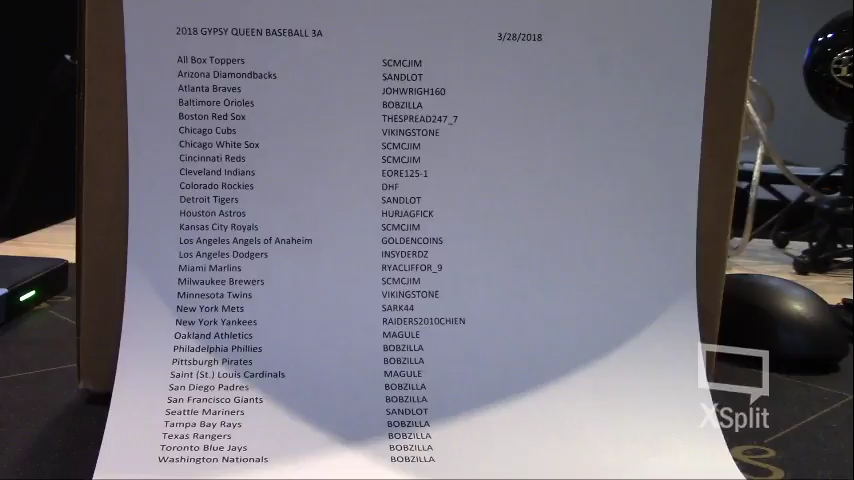 2018 GYPSY QUEEN BASEBALL 3A 3/28/2018
All Box Toppers SCMCJIM
Arizona Diamondbacks SANDLOT
Atlanta Braves JOHWRIGH160
Baltimore Orioles BOBZILLA
Boston Red Sox THESPREAD247_7
Chicago Cubs VIKINGSTONE
Chicago White Sox SCMCJIM
Cincinnati Reds SCMCJIM
Cleveland Indians EORE125-1
Colorado Rockies DHF
Detroit Tigers SANDLOT
Houston Astros HURJAGFICK
Kansas City Royals SCMCJIM
Los Angeles Angels of Anaheim GOLDENCOINS
Los Angeles Dodgers INSYDERDZ
Miami Marlins RYACLIFFOR_9
Milwaukee Brewers SCMCJIM
Minnesota Twins VIKINGSTONE
New York Mets SARK44
New York Yankees RAIDERS2010CHIEN
Oakland Athletics MAGULE
Philadelphia Phillies BOBZILLA
Pittsburgh Pirates BOBZILLA
Saint (St.) Louis Cardinals MAGULE
San Diego Padres BOBZILLA
San Francisco Giants BOBZILLA
Seattle Mariners SANDLOT
Tampa Bay Rays BOBZILLA
Texas Rangers BOBZILLA
Toronto Blue Jays BOBZILLA
Washington Nationals BOBZILLA
XSplit